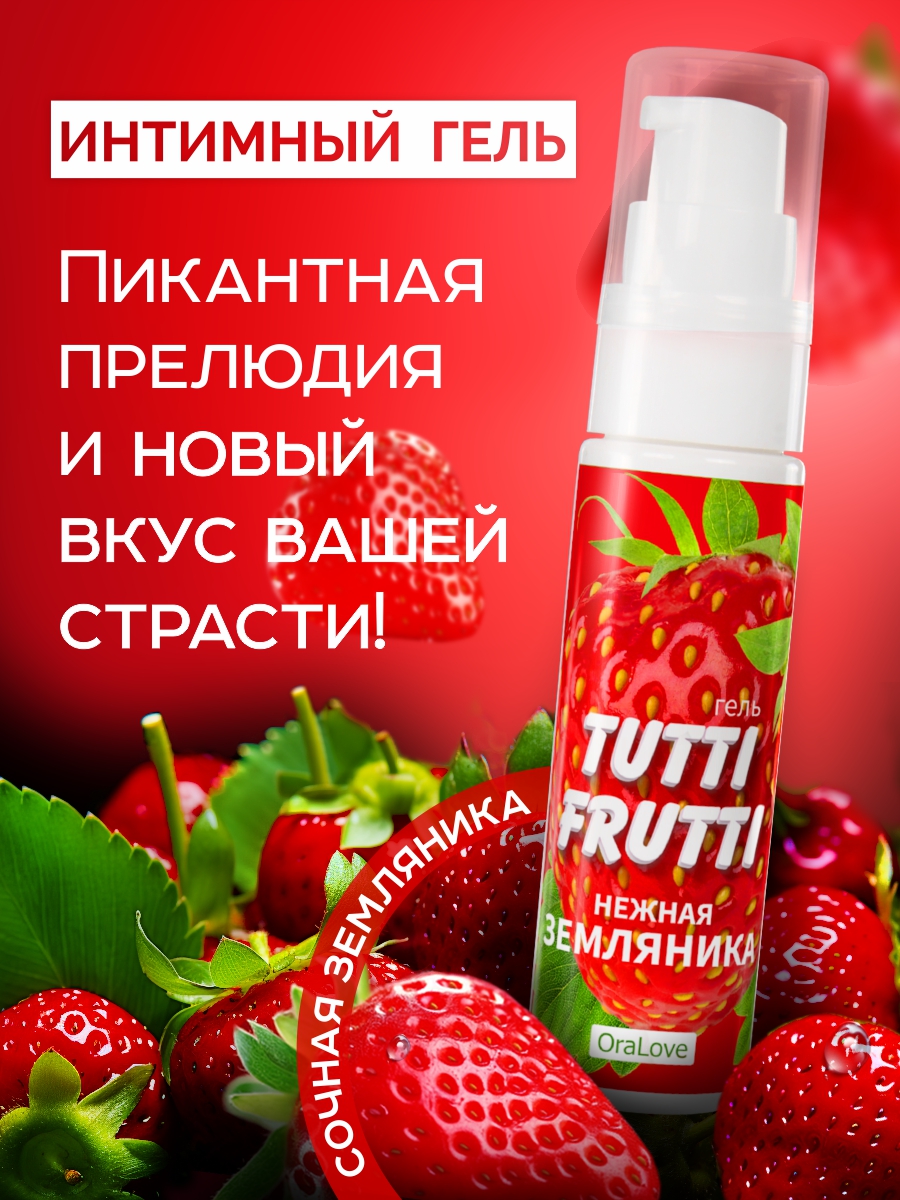 ИНТИМНЫЙ ГЕЛЬ
Пикантная
прелюдия
и новый
вкус вашей
страсти!
гель
TUTTI
FRUTTI
НЕЖНАЯ
ЗЕМЛЯНИКА
OraLove
СОЧНАЯ ЗЕМЛЯНИКА